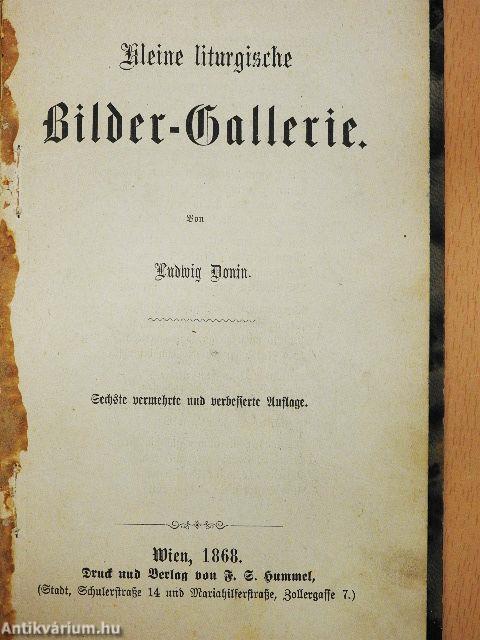 Kleine liturgische
Bilder-Gallerie.
Von
Ludwig Donin.
Sechste vermehrte und verbesserte Auflage.
Wien, 1868.
Druck und Verlag von F. S. Hummel,
(Stadt, Schulerstraße 14 und Mariahilferstraße, Zollergasse 7.)
Antikvárium.hu